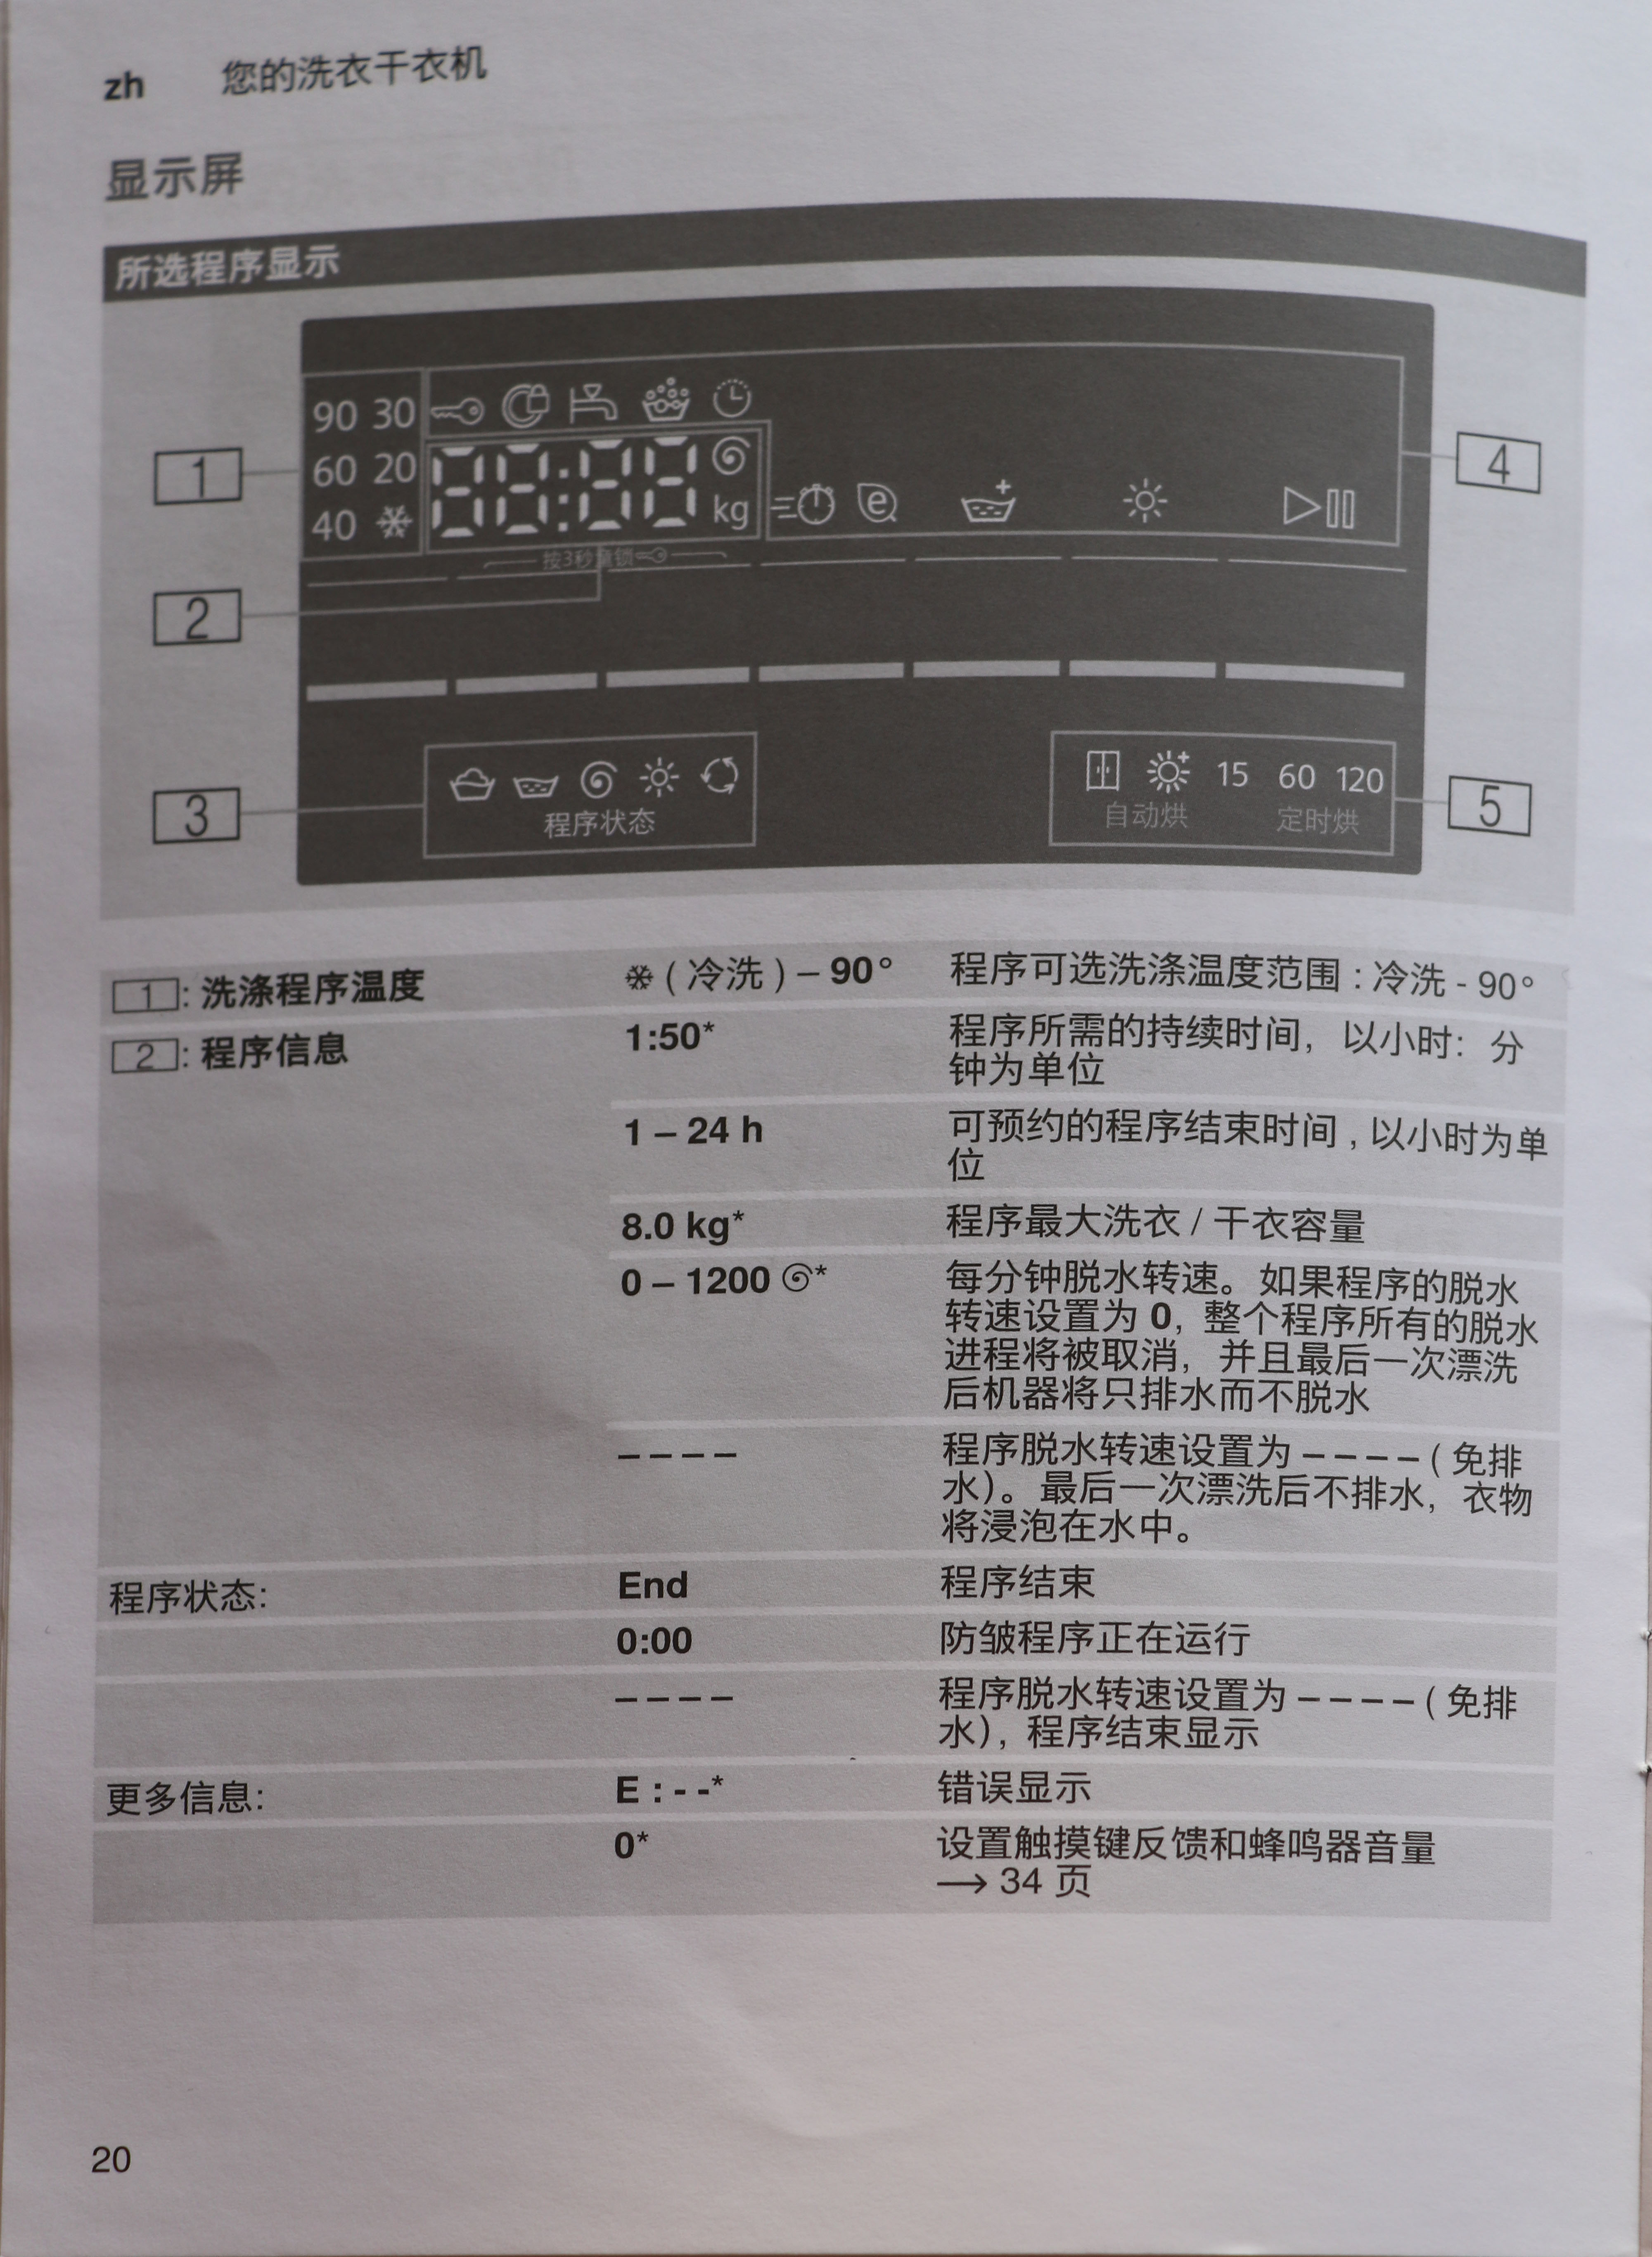 zh 您的洗衣干衣机
显示屏
所选程序显示
90 30
60 20 88:88
40 kg
按3秒童锁
1
2
3
4
5
程序状态
15 60 120
自动烘 定时烘
1: 洗涤程序温度 ❄ ( 冷洗 ) – 90° 程序可选洗涤温度范围 : 冷洗 - 90°
2: 程序信息 1:50* 程序所需的持续时间，以小时：分
钟为单位
1 – 24 h 可预约的程序结束时间 , 以小时为单
位
8.0 kg* 程序最大洗衣 / 干衣容量
0 – 1200 * 每分钟脱水转速。如果程序的脱水
转速设置为 0，整个程序所有的脱水
进程将被取消，并且最后一次漂洗
后机器将只排水而不脱水
– – – – 程序脱水转速设置为 – – – – ( 免排
水）。最后一次漂洗后不排水，衣物
将浸泡在水中。
程序状态: End 程序结束
0:00 防皱程序正在运行
– – – – 程序脱水转速设置为 – – – – ( 免排
水），程序结束显示
更多信息: E : - -* 错误显示
0* 设置触摸键反馈和蜂鸣器音量
→ 34 页
20